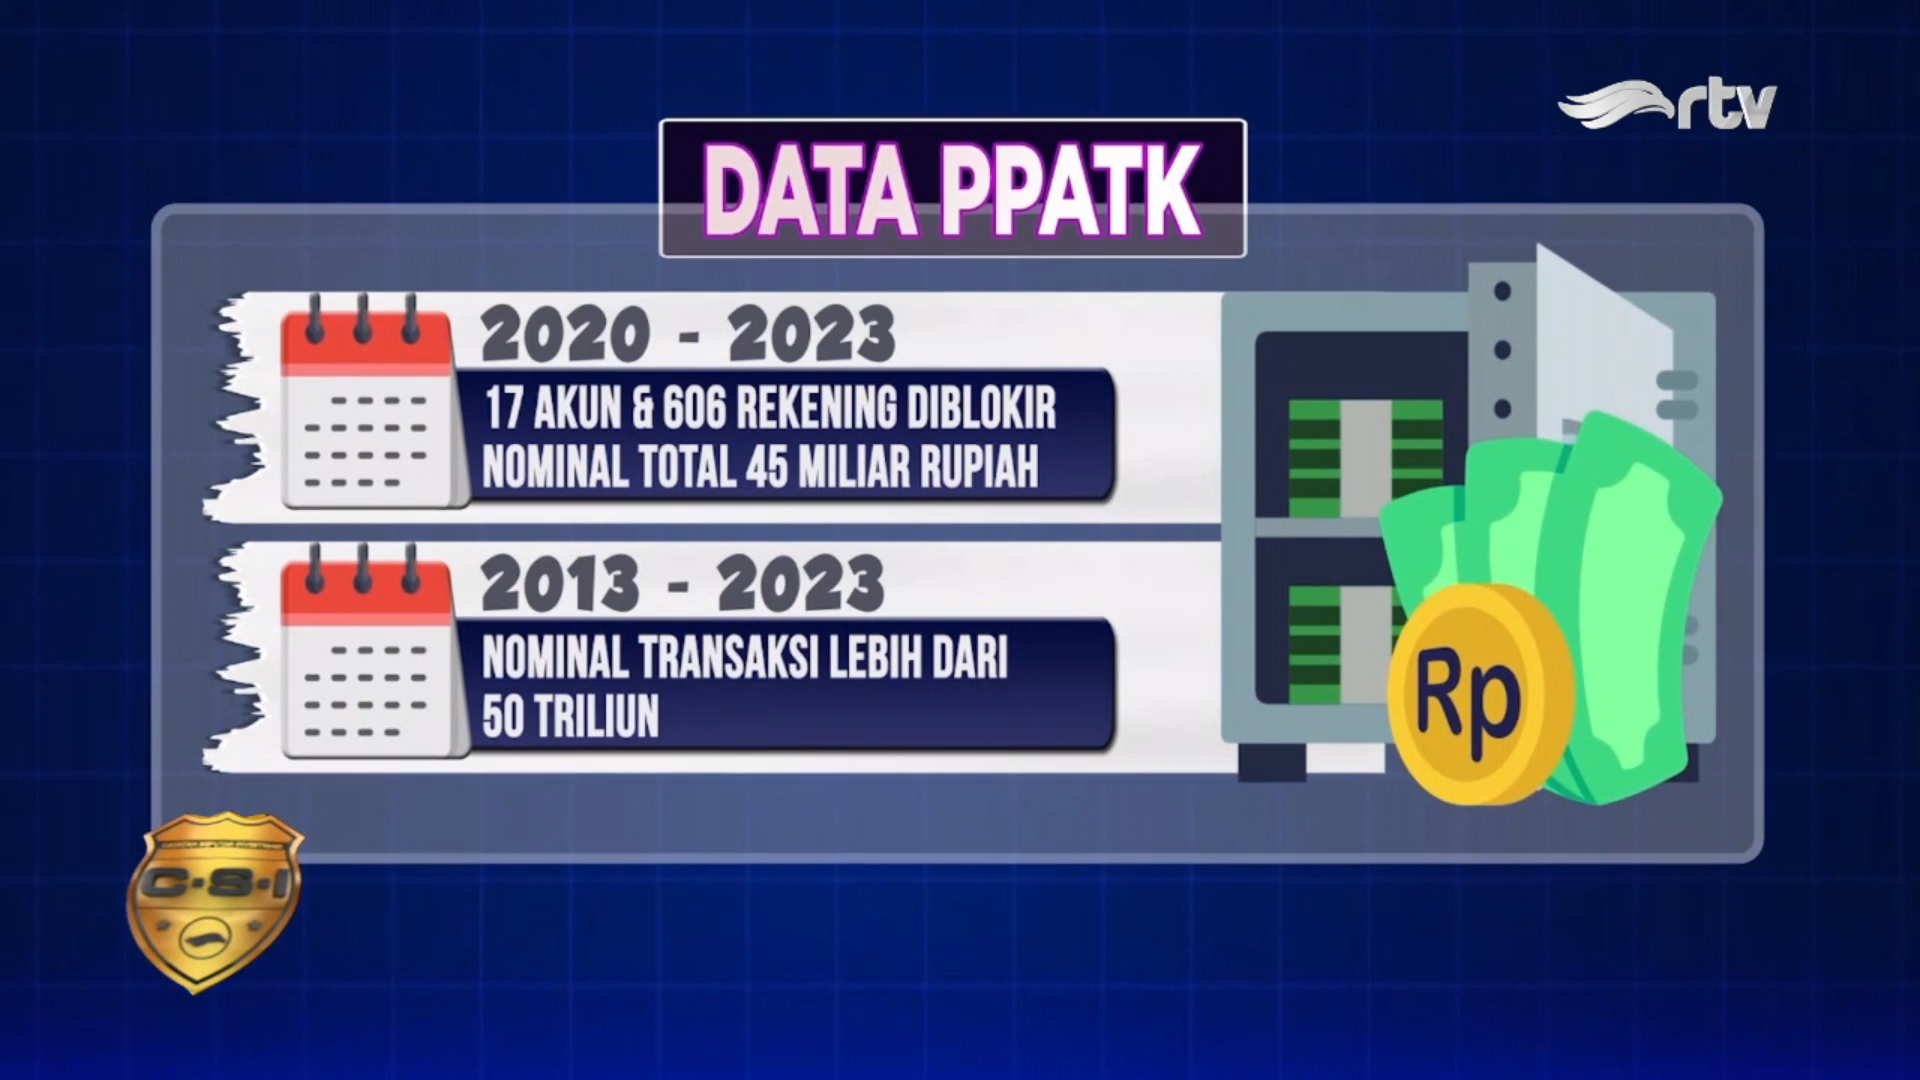 rtv
DATA PPATK
2020 - 2023
17 AKUN & 606 REKENING DIBLOKIR
NOMINAL TOTAL 45 MILIAR RUPIAH
2013 - 2023
NOMINAL TRANSAKSI LEBIH DARI
50 TRILIUN
Rp
C·S·I